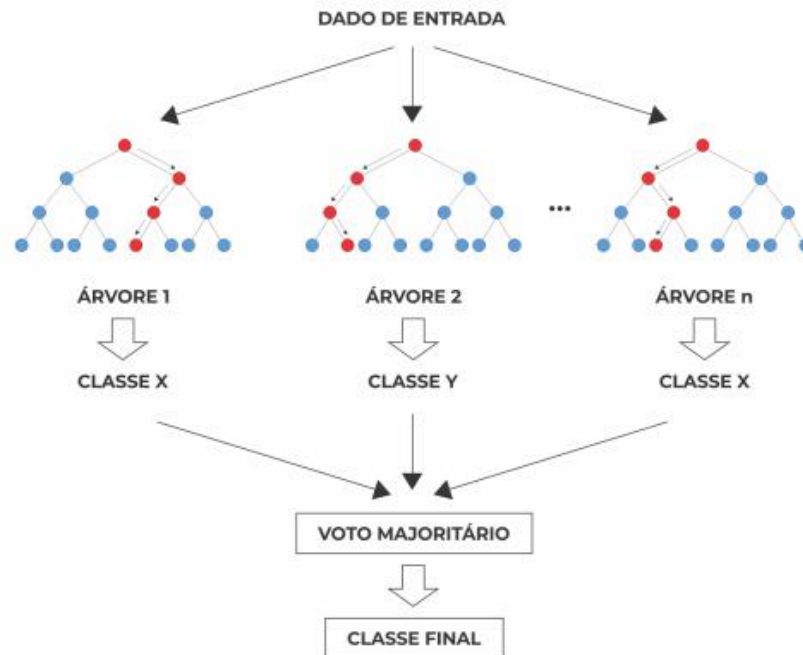 DADO DE ENTRADA
...
ÁRVORE 1
ÁRVORE 2
ÁRVORE n
CLASSE X
CLASSE Y
CLASSE X
VOTO MAJORITÁRIO
CLASSE FINAL